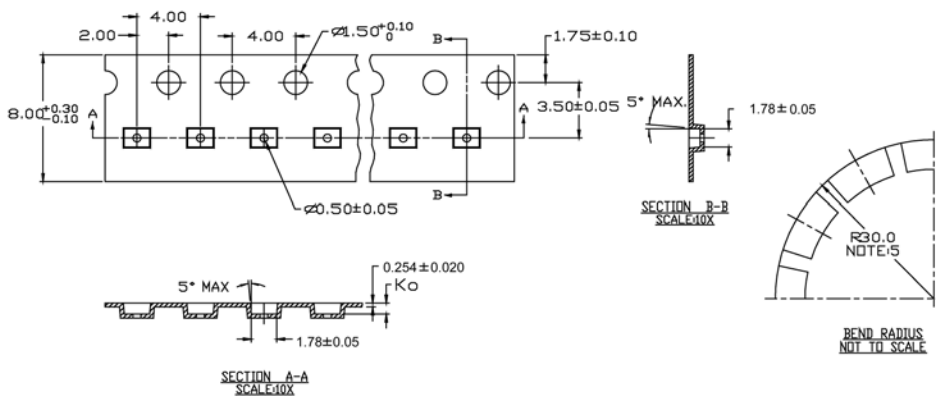 4.00
2.00
4.00
Ø1.50 +0.10 0
B
1.75±0.10
8.00 +0.30 -0.10
A
A
3.50±0.05
5° MAX.
1.78±0.05
Ø0.50±0.05
B
SECTION B-B
SCALE:10X
R30.0
NOTE:5
5° MAX
0.254±0.020
Ko
1.78±0.05
BEND RADIUS
NOT TO SCALE
SECTION A-A
SCALE:10X